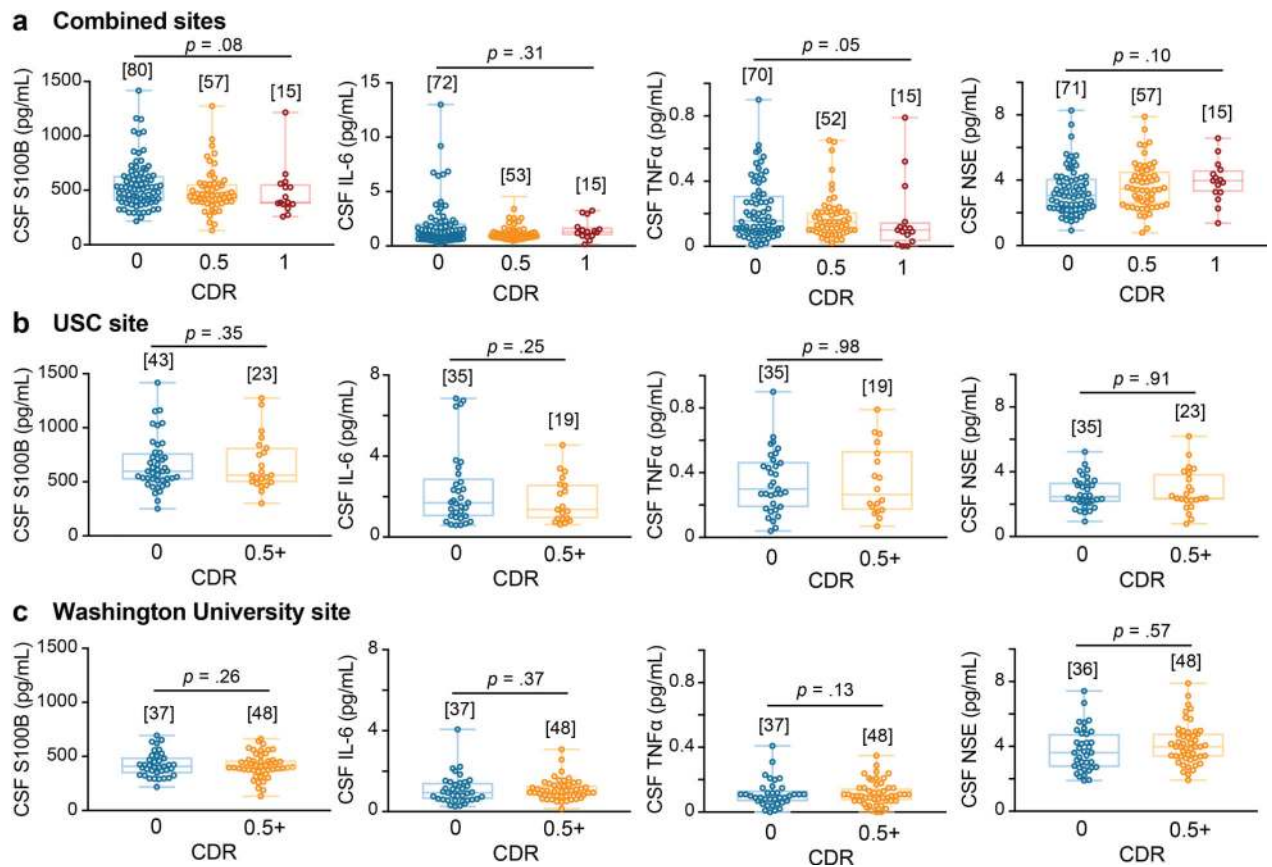 a Combined sites
p = .08
[80] [57] [15]
CSF S100B (pg/mL)
1500
1000
500
0
0 0.5 1
CDR
p = .31
[72] [53] [15]
CSF IL-6 (pg/mL)
15
10
5
0
0 0.5 1
CDR
p = .05
[70] [52] [15]
CSF TNFα (pg/mL)
0.8
0.4
0
0 0.5 1
CDR
p = .10
[71] [57] [15]
CSF NSE (pg/mL)
8
4
0
0 0.5 1
CDR
b USC site
p = .35
[43] [23]
CSF S100B (pg/mL)
1500
1000
500
0
0 0.5+
CDR
p = .25
[35] [19]
CSF IL-6 (pg/mL)
8
4
0
0 0.5+
CDR
p = .98
[35] [19]
CSF TNFα (pg/mL)
0.8
0.4
0
0 0.5+
CDR
p = .91
[35] [23]
CSF NSE (pg/mL)
8
4
0
0 0.5+
CDR
c Washington University site
p = .26
[37] [48]
CSF S100B (pg/mL)
1500
1000
500
0
0 0.5+
CDR
p = .37
[37] [48]
CSF IL-6 (pg/mL)
8
4
0
0 0.5+
CDR
p = .13
[37] [48]
CSF TNFα (pg/mL)
0.8
0.4
0
0 0.5+
CDR
p = .57
[36] [48]
CSF NSE (pg/mL)
8
4
0
0 0.5+
CDR